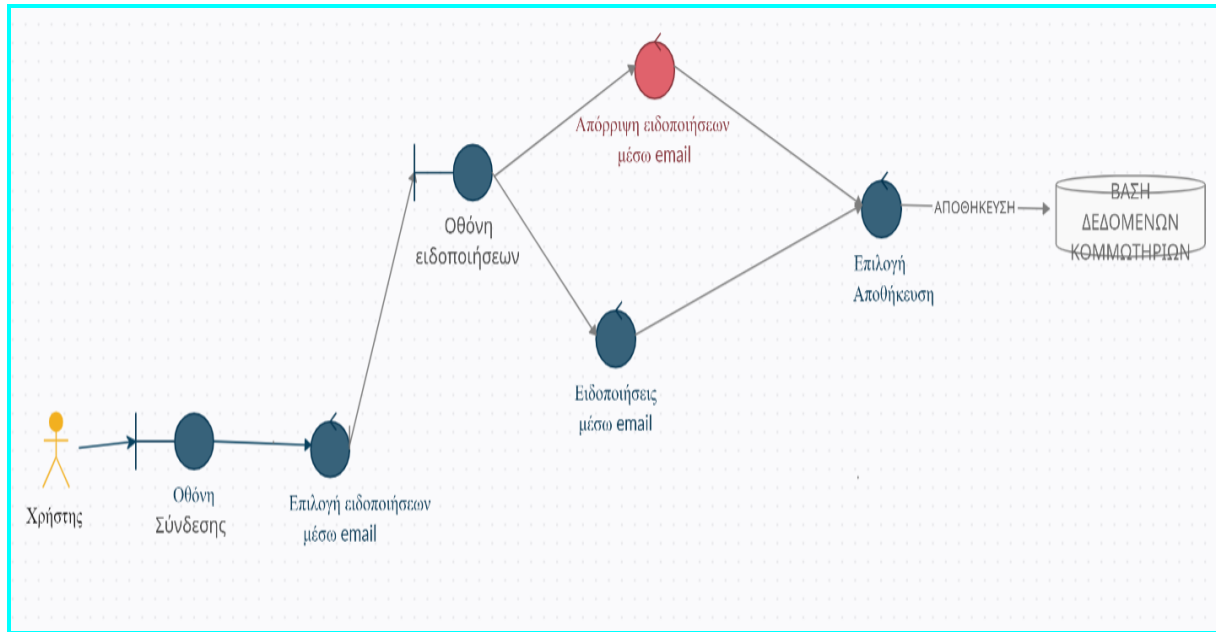 Απόρριψη ειδοποιήσεων
μέσω email
Οθόνη
ειδοποιήσεων
ΑΠΟΘΗΚΕΥΣΗ
ΒΑΣΗ
ΔΕΔΟΜΕΝΩΝ
ΚΟΜΜΩΤΗΡΙΩΝ
Επιλογή
Αποθήκευση
Ειδοποιήσεις
μέσω email
Χρήστης
Οθόνη
Σύνδεσης
Επιλογή ειδοποιήσεων
μέσω email